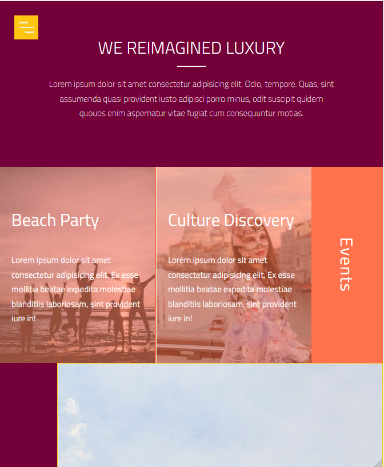 WE REIMAGINED LUXURY
Lorem ipsum dolor sit amet consectetur adipisicing elit. Odio, tempore. Quas, sint
assumenda quasi provident iusto adipisci porro minus, odit suscipit quidem
quouos enim aspernatur vitae fugiat cum consequuntur motias.
Beach Party
Lorem ipsum dolor sit amet
consectetur adipisicing elit. Ex esse
mollitia beatae expedita molestiae
blanditiis laboriosam, sint provident
iure in!
Culture Discovery
Lorem ipsum dolor sit amet
consectetur adipisicing elit. Ex esse
mollitia beatae expedita molestiae
blanditiis laboriosam, sint provident
iure in!
Events